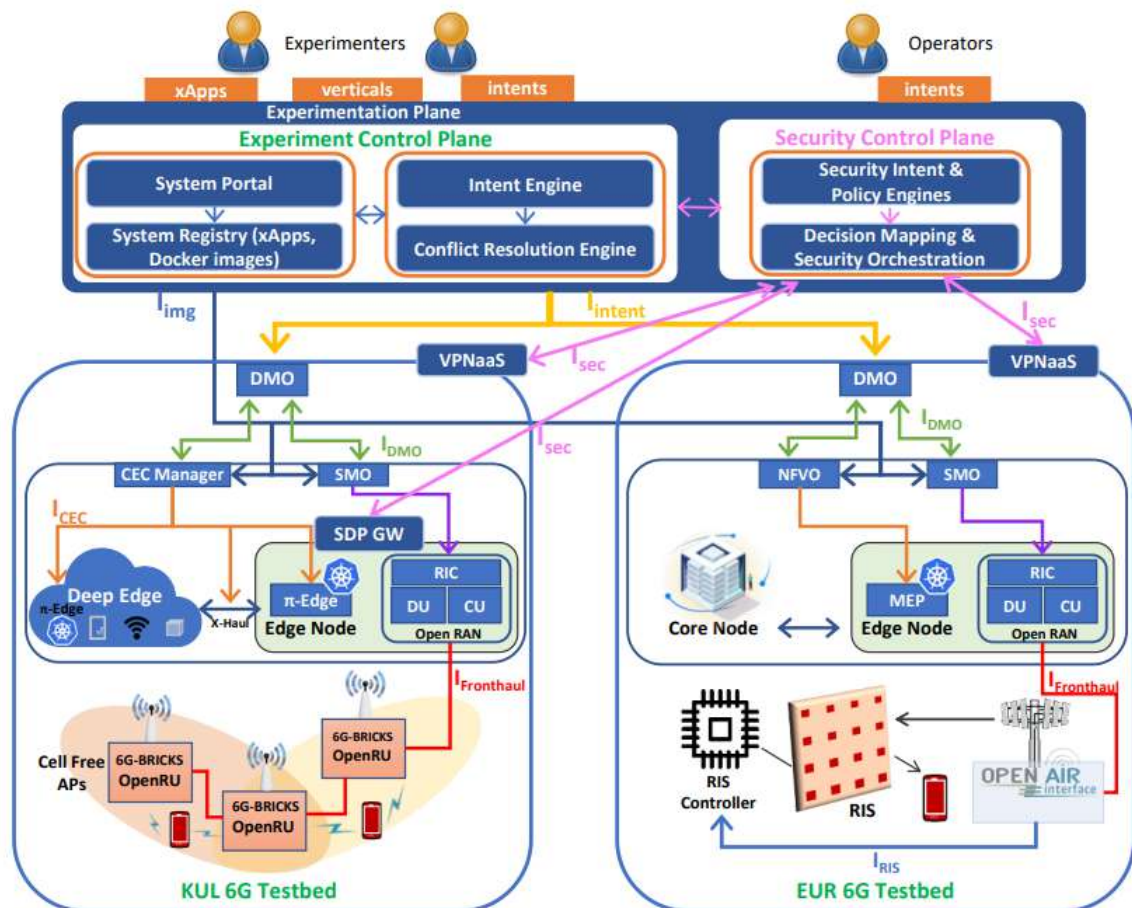 Experimenters
Operators
xApps
verticals
intents
intents
Experimentation Plane
Experiment Control Plane
Security Control Plane
System Portal
Intent Engine
Security Intent &
Policy Engines
System Registry (xApps,
Docker images)
Conflict Resolution Engine
Decision Mapping &
Security Orchestration
Iimg
Iintent
Isec
Isec
VPNaaS
VPNaaS
DMO
DMO
Isec
IDMO
IDMO
CEC Manager
SMO
NFVO
SMO
ICEC
SDP GW
Deep Edge
π-Edge
X-Haul
π-Edge
Edge Node
RIC
DU
CU
Open RAN
Core Node
MEP
Edge Node
RIC
DU
CU
Open RAN
IFronthaul
IFronthaul
Cell Free
APs
6G-BRICKS
OpenRU
6G-BRICKS
OpenRU
6G-BRICKS
OpenRU
RIS
Controller
RIS
OPEN AIR
interface
IRIS
KUL 6G Testbed
EUR 6G Testbed